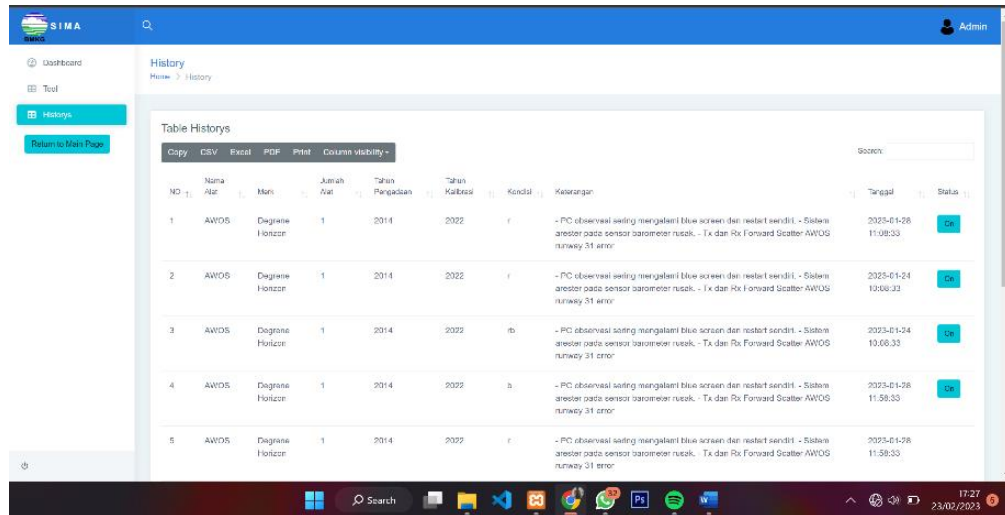 SIMA
BMKG
Admin
Dashboard
Tool
Historys
Return to Main Page
History
Home > History
Table Historys
Copy CSV Excel PDF Print Column visibility
Search:
NO Nama Alat Merk Jumlah Alat Tahun Pengadaan Tahun Kalibrasi Kondisi Keterangan Tanggal Status
1 AWOS Degrene Horizon 1 2014 2022 r - PC observasi sering mengalami blue screen dan restart sendiri. - Sistem
arester pada sensor barometer rusak. - Tx dan Rx Forward Scatter AWOS
runway 31 error 2023-01-28 11:08:33 On
2 AWOS Degrene Horizon 1 2014 2022 r - PC observasi sering mengalami blue screen dan restart sendiri. - Sistem
arester pada sensor barometer rusak. - Tx dan Rx Forward Scatter AWOS
runway 31 error 2023-01-24 10:08:33 On
3 AWOS Degrene Horizon 1 2014 2022 rb - PC observasi sering mengalami blue screen dan restart sendiri. - Sistem
arester pada sensor barometer rusak. - Tx dan Rx Forward Scatter AWOS
runway 31 error 2023-01-24 10:08:33 On
4 AWOS Degrene Horizon 1 2014 2022 b - PC observasi sering mengalami blue screen dan restart sendiri. - Sistem
arester pada sensor barometer rusak. - Tx dan Rx Forward Scatter AWOS
runway 31 error 2023-01-28 11:58:33 On
5 AWOS Degrene Horizon 1 2014 2022 r - PC observasi sering mengalami blue screen dan restart sendiri. - Sistem
arester pada sensor barometer rusak. - Tx dan Rx Forward Scatter AWOS
runway 31 error 2023-01-28 11:58:33
Search
32
Ps
W
17:27
23/02/2023
5